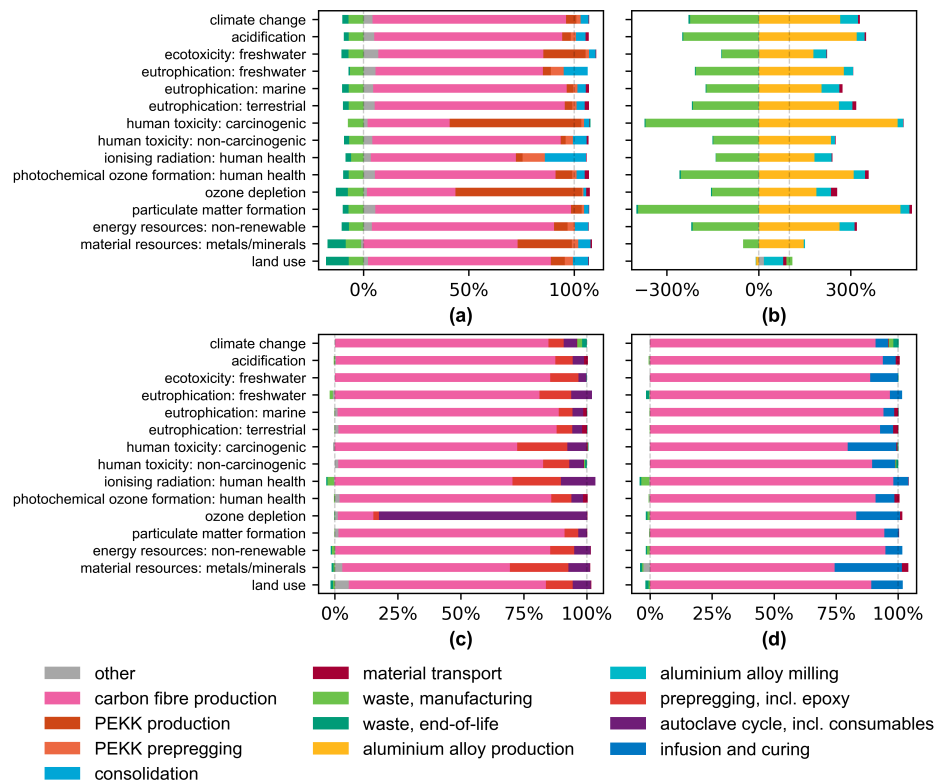 climate change
acidification
ecotoxicity: freshwater
eutrophication: freshwater
eutrophication: marine
eutrophication: terrestrial
human toxicity: carcinogenic
human toxicity: non-carcinogenic
ionising radiation: human health
photochemical ozone formation: human health
ozone depletion
particulate matter formation
energy resources: non-renewable
material resources: metals/minerals
land use
0% 50% 100%
(a)
−300% 0% 300%
(b)
climate change
acidification
ecotoxicity: freshwater
eutrophication: freshwater
eutrophication: marine
eutrophication: terrestrial
human toxicity: carcinogenic
human toxicity: non-carcinogenic
ionising radiation: human health
photochemical ozone formation: human health
ozone depletion
particulate matter formation
energy resources: non-renewable
material resources: metals/minerals
land use
0% 25% 50% 75% 100%
(c)
0% 25% 50% 75% 100%
(d)
other
carbon fibre production
PEKK production
PEKK prepregging
consolidation
material transport
waste, manufacturing
waste, end-of-life
aluminium alloy production
aluminium alloy milling
prepregging, incl. epoxy
autoclave cycle, incl. consumables
infusion and curing